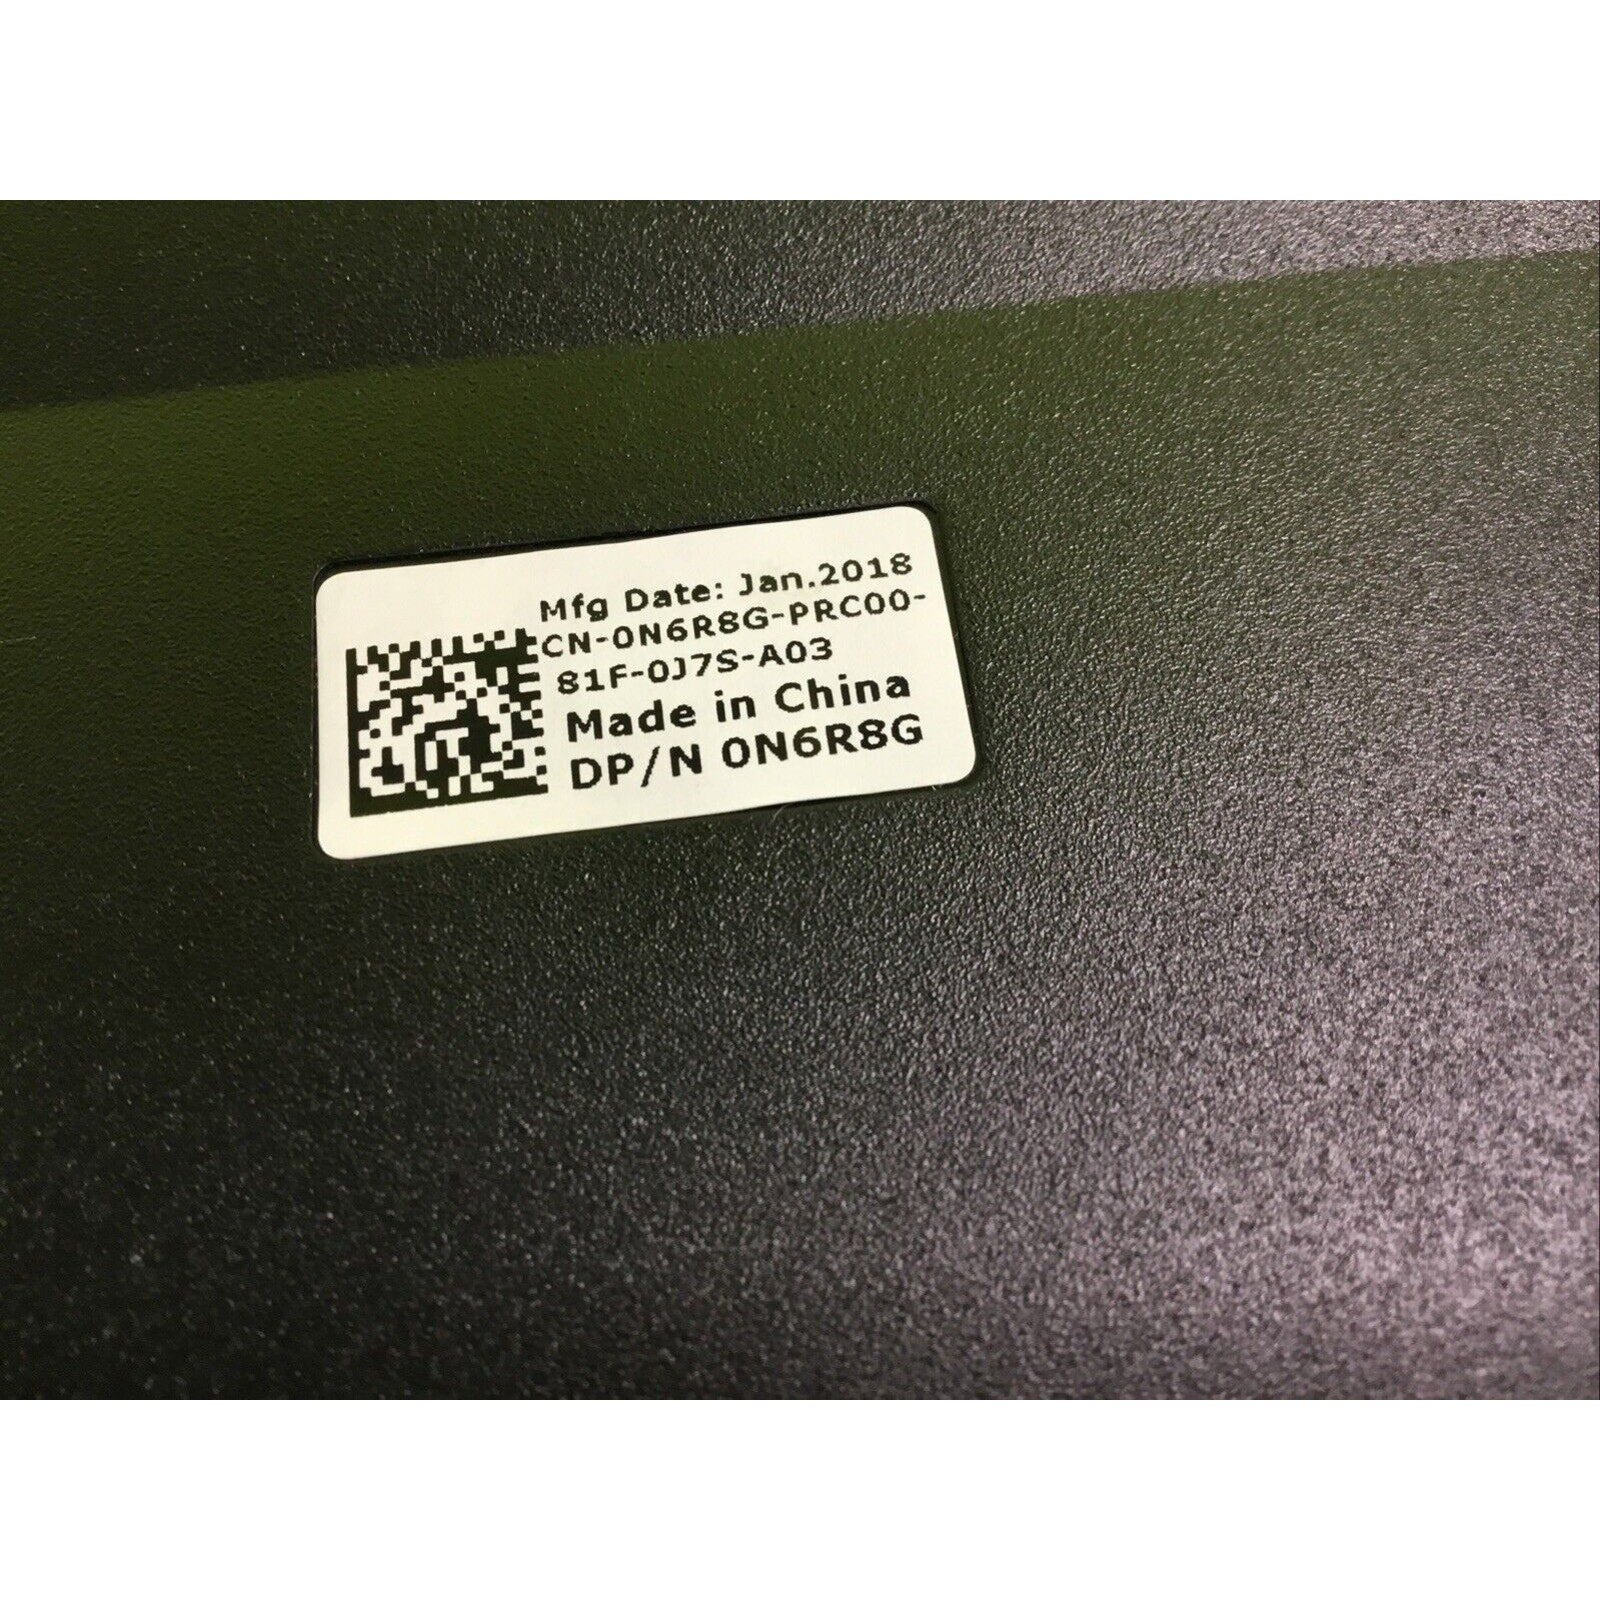 Mfg Date: Jan.2018
CN-0N6R8G-PRC00-
81F-0J7S-A03
Made in China
DP/N 0N6R8G